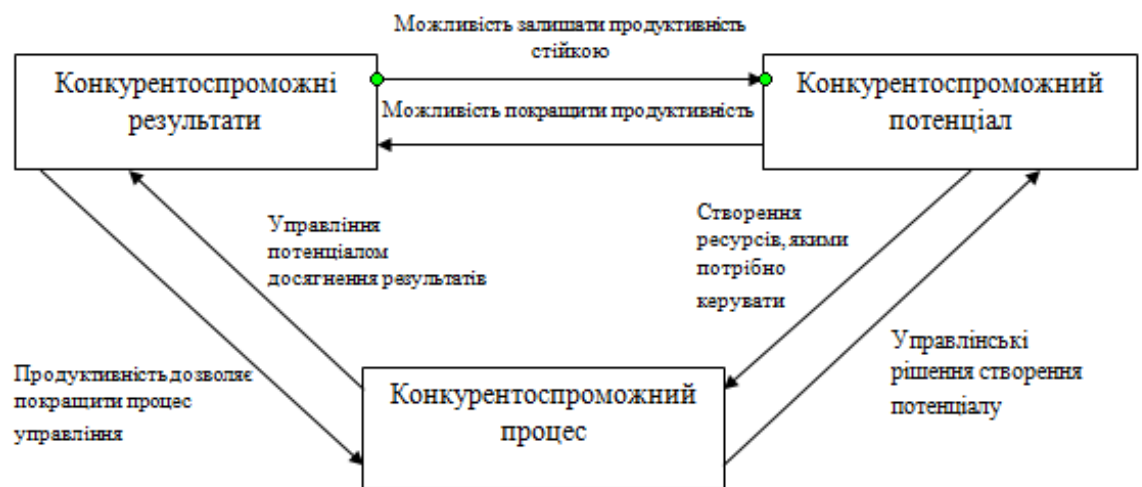 Можливість залишати продуктивність
стійкою
Конкурентоспроможні
результати
Можливість покращити продуктивність
Конкурентоспроможний
потенціал
Управління
потенціалом
досягнення результатів
Створення
ресурсів, якими
потрібно
керувати
Продуктивність дозволяє
покращити процес
управління
Конкурентоспроможний
процес
Управлінські
рішення створення
потенціалу